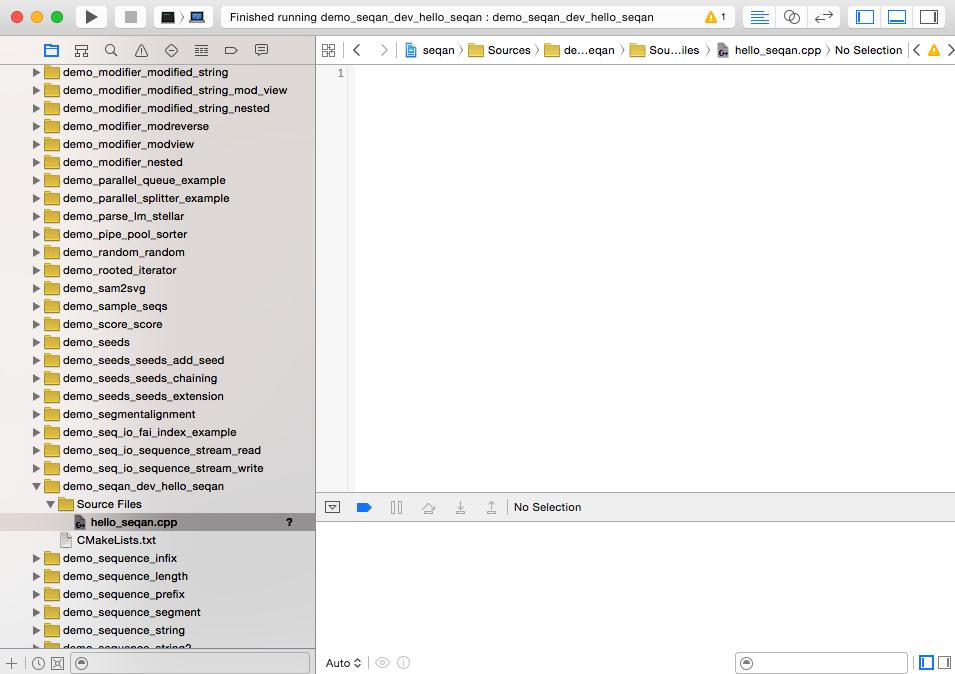 Finished running demo_seqan_dev_hello_seqan : demo_seqan_dev_hello_seqan
1
seqan
Sources
de...eqan
Sou...iles
hello_seqan.cpp
No Selection
demo_modifier_modified_string
demo_modifier_modified_string_mod_view
demo_modifier_modified_string_nested
demo_modifier_modreverse
demo_modifier_modview
demo_modifier_nested
demo_parallel_queue_example
demo_parallel_splitter_example
demo_parse_lm_stellar
demo_pipe_pool_sorter
demo_random_random
demo_rooted_iterator
demo_sam2svg
demo_sample_seqs
demo_score_score
demo_seeds
demo_seeds_seeds_add_seed
demo_seeds_seeds_chaining
demo_seeds_seeds_extension
demo_segmentalignment
demo_seq_io_fai_index_example
demo_seq_io_sequence_stream_read
demo_seq_io_sequence_stream_write
demo_seqan_dev_hello_seqan
Source Files
hello_seqan.cpp ?
CMakeLists.txt
demo_sequence_infix
demo_sequence_length
demo_sequence_prefix
demo_sequence_segment
demo_sequence_string
demo_sequence_string2
1
No Selection
Auto